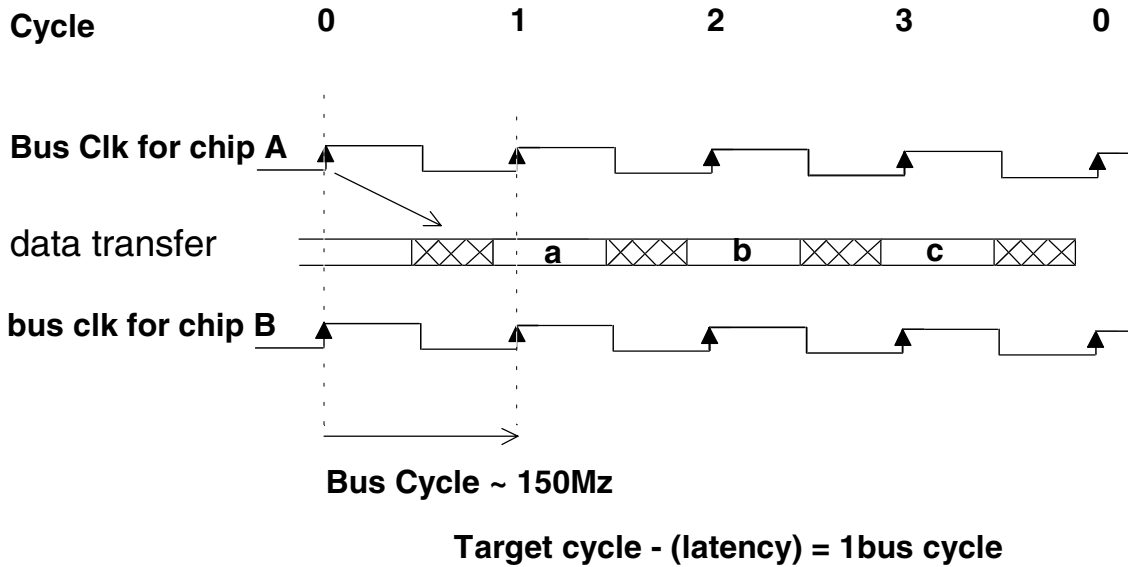 Cycle 0 1 2 3 0
Bus Clk for chip A
data transfer a b c
bus clk for chip B
Bus Cycle ~ 150Mz
Target cycle - (latency) = 1bus cycle